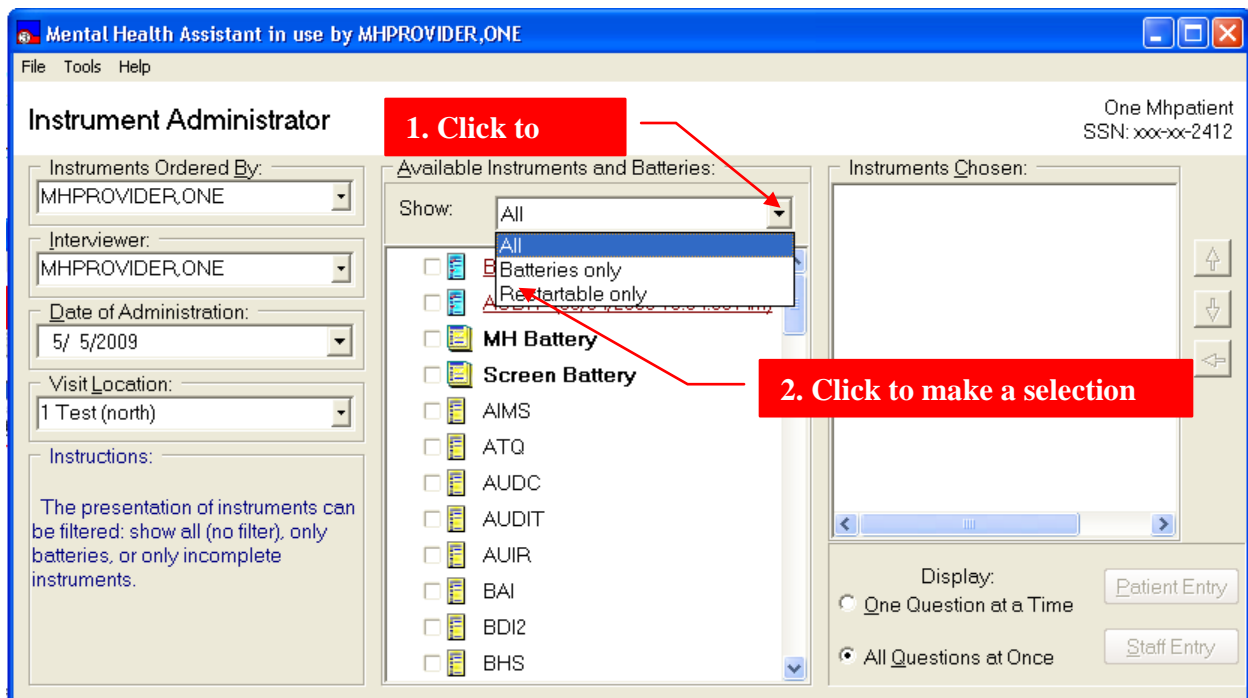 Mental Health Assistant in use by MHPROVIDER,ONE
File Tools Help
Instrument Administrator
1. Click to
One Mhpatient
SSN: xxx-xx-2412
Instruments Ordered By:
MHPROVIDER,ONE
Interviewer:
MHPROVIDER,ONE
Date of Administration:
5/ 5/2009
Visit Location:
1 Test (north)
Instructions:
The presentation of instruments can
be filtered: show all (no filter), only
batteries, or only incomplete
instruments.
Available Instruments and Batteries:
Show: All
All
Batteries only
Restartable only
MH Battery
Screen Battery
AIMS
ATQ
AUDC
AUDIT
AUIR
BAI
BDI2
BHS
2. Click to make a selection
Instruments Chosen:
Display:
One Question at a Time
All Questions at Once
Patient Entry
Staff Entry